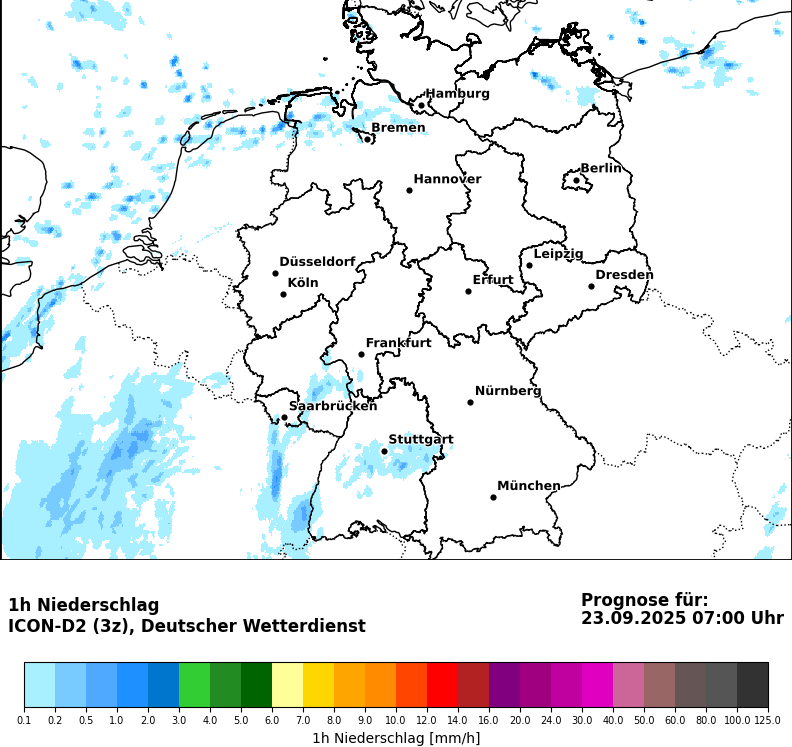 Hamburg
Bremen
Berlin
Hannover
Düsseldorf
Köln
Leipzig
Erfurt
Dresden
Frankfurt
Saarbrücken
Nürnberg
Stuttgart
München
1h Niederschlag
ICON-D2 (3z), Deutscher Wetterdienst
Prognose für:
23.09.2025 07:00 Uhr
0.1 0.2 0.5 1.0 2.0 3.0 4.0 5.0 6.0 7.0 8.0 9.0 10.0 12.0 14.0 16.0 20.0 24.0 30.0 40.0 50.0 60.0 80.0 100.0 125.0
1h Niederschlag [mm/h]